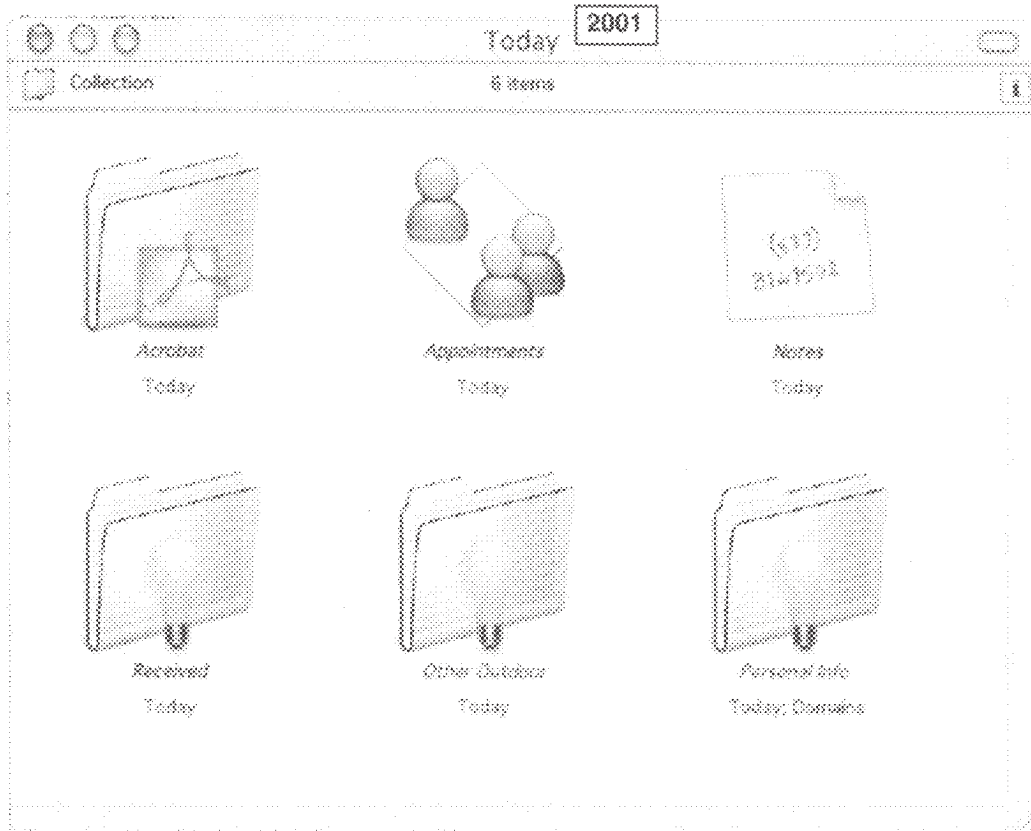 Today 2001
Collection 6 items i
Acrobat Appointments Notes
Today Today Today
Received Other Outdoor Personal Info
Today Today Today; Domains